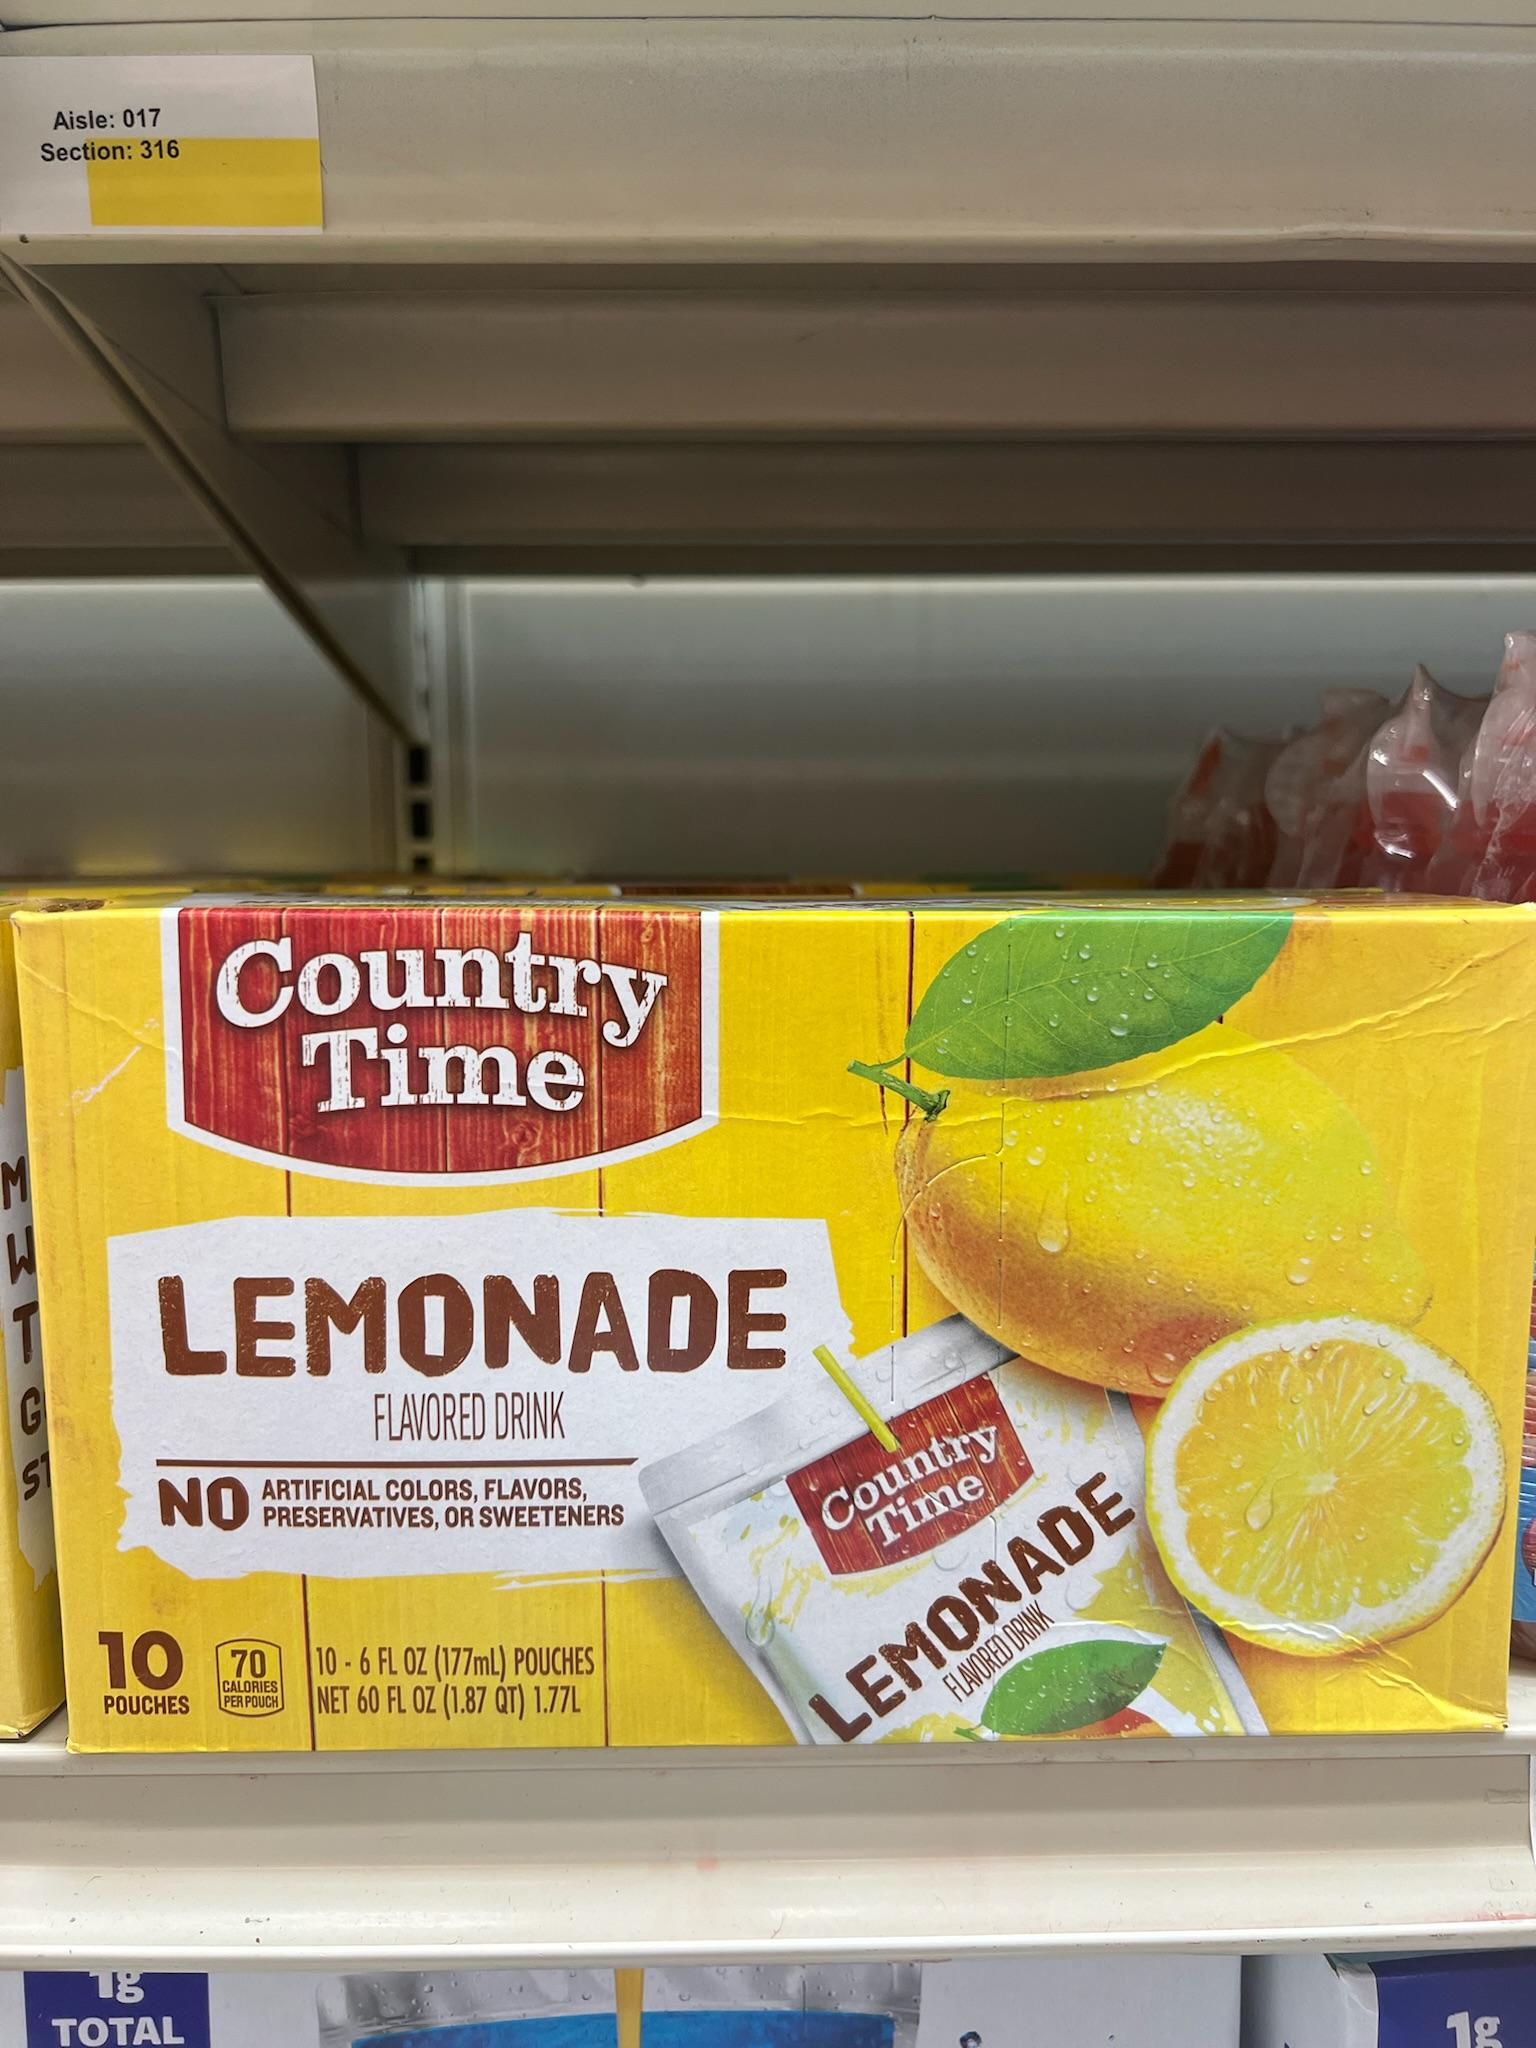 Aisle: 017
Section: 316
Country
Time
LEMONADE
FLAVORED DRINK
NO ARTIFICIAL COLORS, FLAVORS,
PRESERVATIVES, OR SWEETENERS
10
POUCHES
70
CALORIES
PER POUCH
10 - 6 FL OZ (177mL) POUCHES
NET 60 FL OZ (1.87 QT) 1.77L
Country
Time
LEMONADE
FLAVORED DRINK
1g
TOTAL
1g